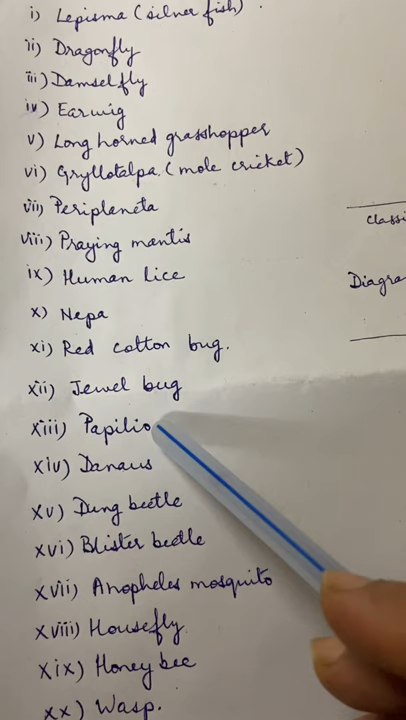 i) Lepisma (silver fish).
ii) Dragonfly
iii) Damselfly
iv) Earwig
v) Long horned grasshopper
vi) Gryllotalpa (mole cricket)
vii) Periplaneta
viii) Praying mantis
Classi
ix) Human lice
Diagra
x) Nepa
xi) Red cotton bug.
xii) Jewel bug
xiii) Papilio
xiv) Danaus
xv) Dung beetle
xvi) Blister beetle
xvii) Anopheles mosquito
xviii) Housefly
xix) Honey bee
xx) Wasp.